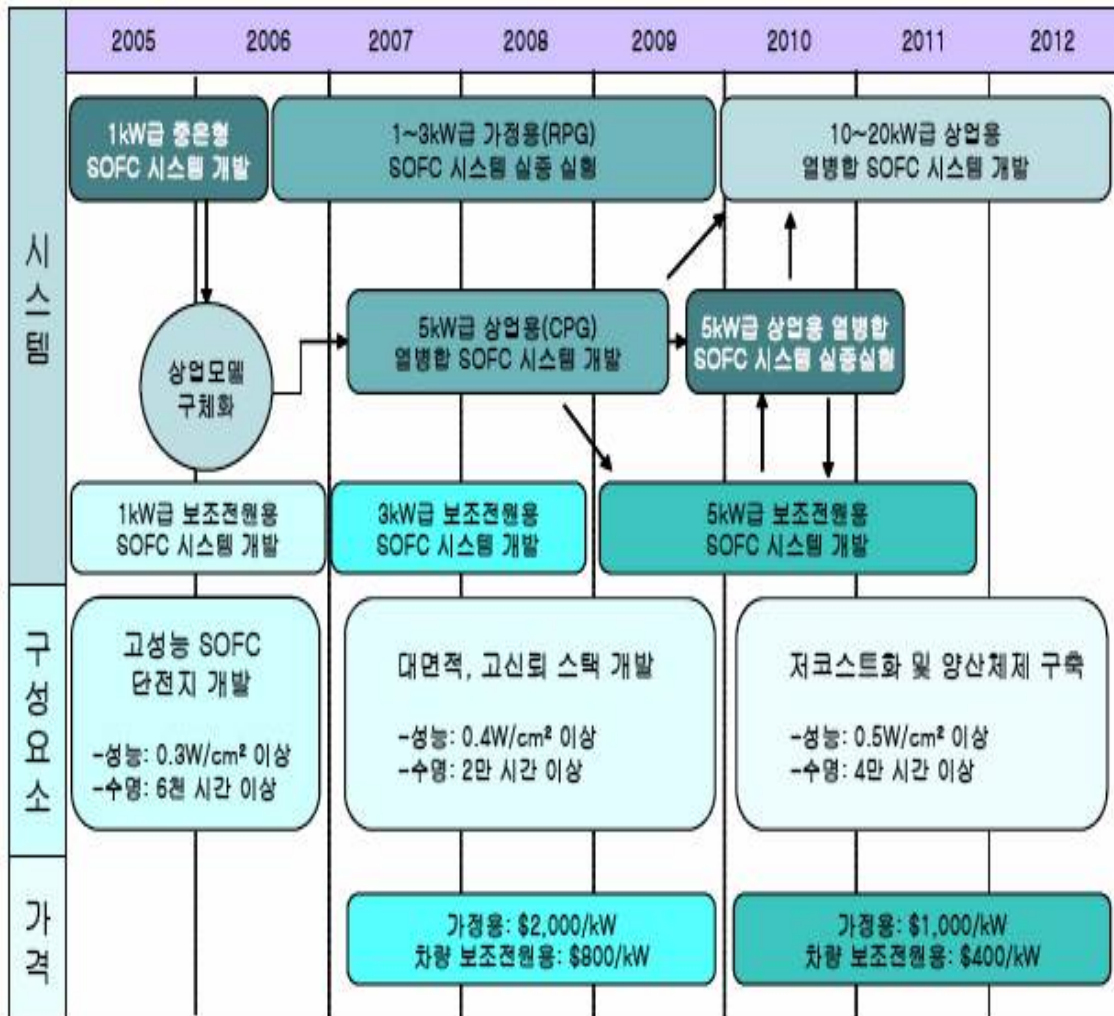 2005 2006 2007 2008 2009 2010 2011 2012
시스템
1kW급 중온형
SOFC 시스템 개발
1~3kW급 가정용(RPG)
SOFC 시스템 실증 실험
10~20kW급 상업용
열병합 SOFC 시스템 개발
상업모델
구체화
5kW급 상업용(CPG)
열병합 SOFC 시스템 개발
5kW급 상업용 열병합
SOFC 시스템 실증실험
1kW급 보조전원용
SOFC 시스템 개발
3kW급 보조전원용
SOFC 시스템 개발
5kW급 보조전원용
SOFC 시스템 개발
구성요소
고성능 SOFC
단전지 개발
-성능: 0.3W/cm² 이상
-수명: 6천 시간 이상
대면적, 고신뢰 스택 개발
-성능: 0.4W/cm² 이상
-수명: 2만 시간 이상
저코스트화 및 양산체제 구축
-성능: 0.5W/cm² 이상
-수명: 4만 시간 이상
가격
가정용: $2,000/kW
차량 보조전원용: $800/kW
가정용: $1,000/kW
차량 보조전원용: $400/kW